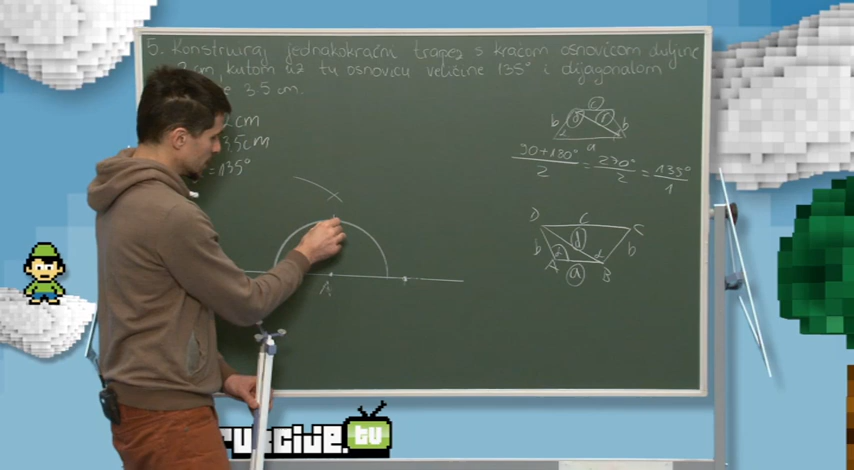 5. Konstruiraj jednakokračni trapez s kraćom osnovicom duljine
2 cm, kutom uz tu osnovicu veličine 135° i dijagonalom
3.5 cm.
2 cm
3.5cm
= 135°
c
b b
a
90+180° / 2 = 270° / 2 = 135° / 1
D c C
b d b
A α B
a
A
.tv